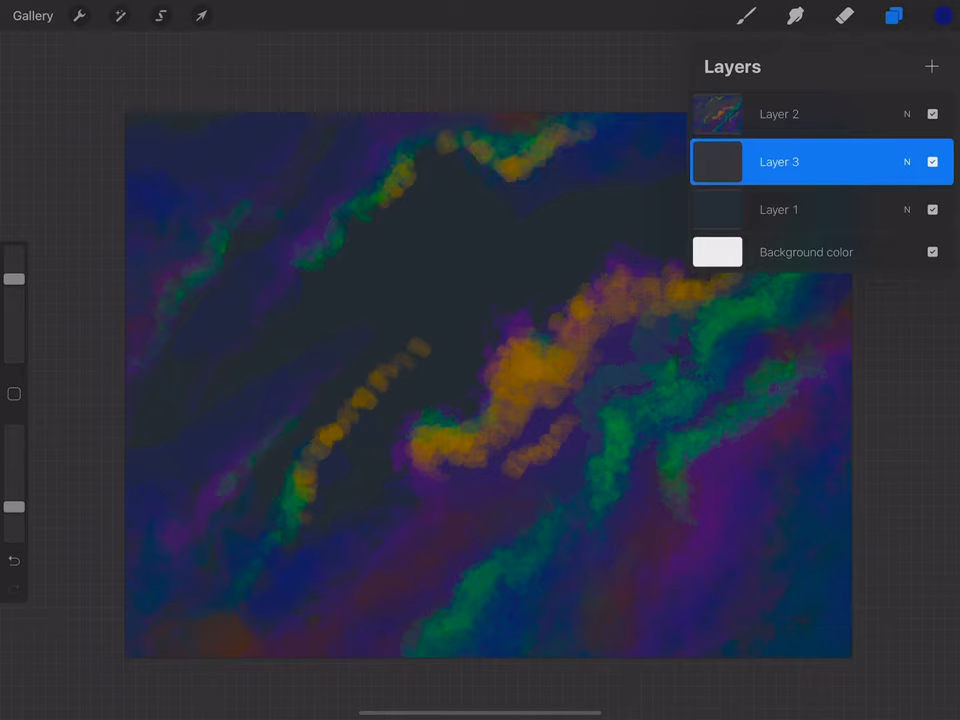 Gallery
Layers
Layer 2 N
Layer 3 N
Layer 1 N
Background color